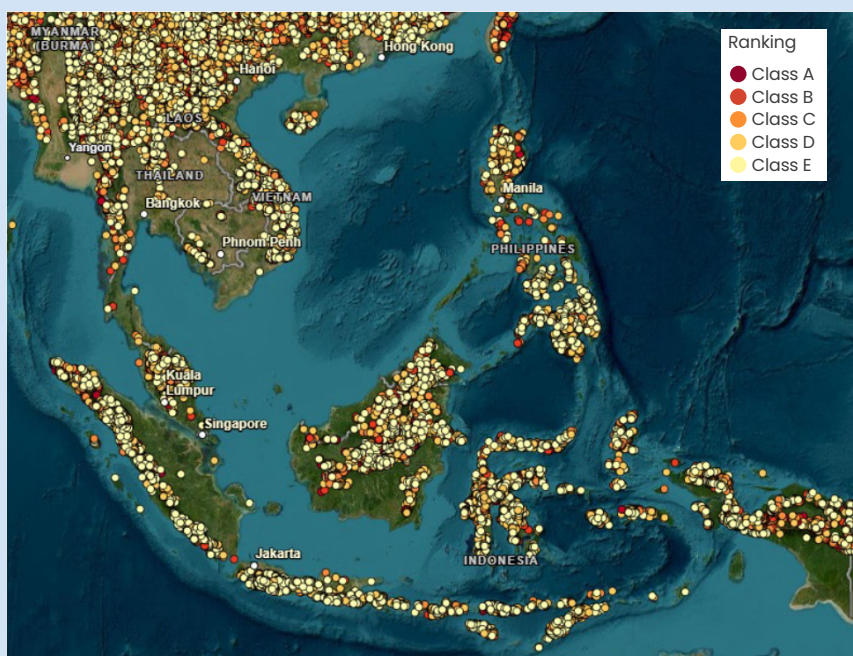 MYANMAR
(BURMA)
Hong Kong
Hanoi
LAOS
Yangon
THAILAND
VIETNAM
Bangkok
Phnom Penh
Manila
PHILIPPINES
Kuala
Lumpur
Singapore
Jakarta
INDONESIA
Ranking
Class A
Class B
Class C
Class D
Class E